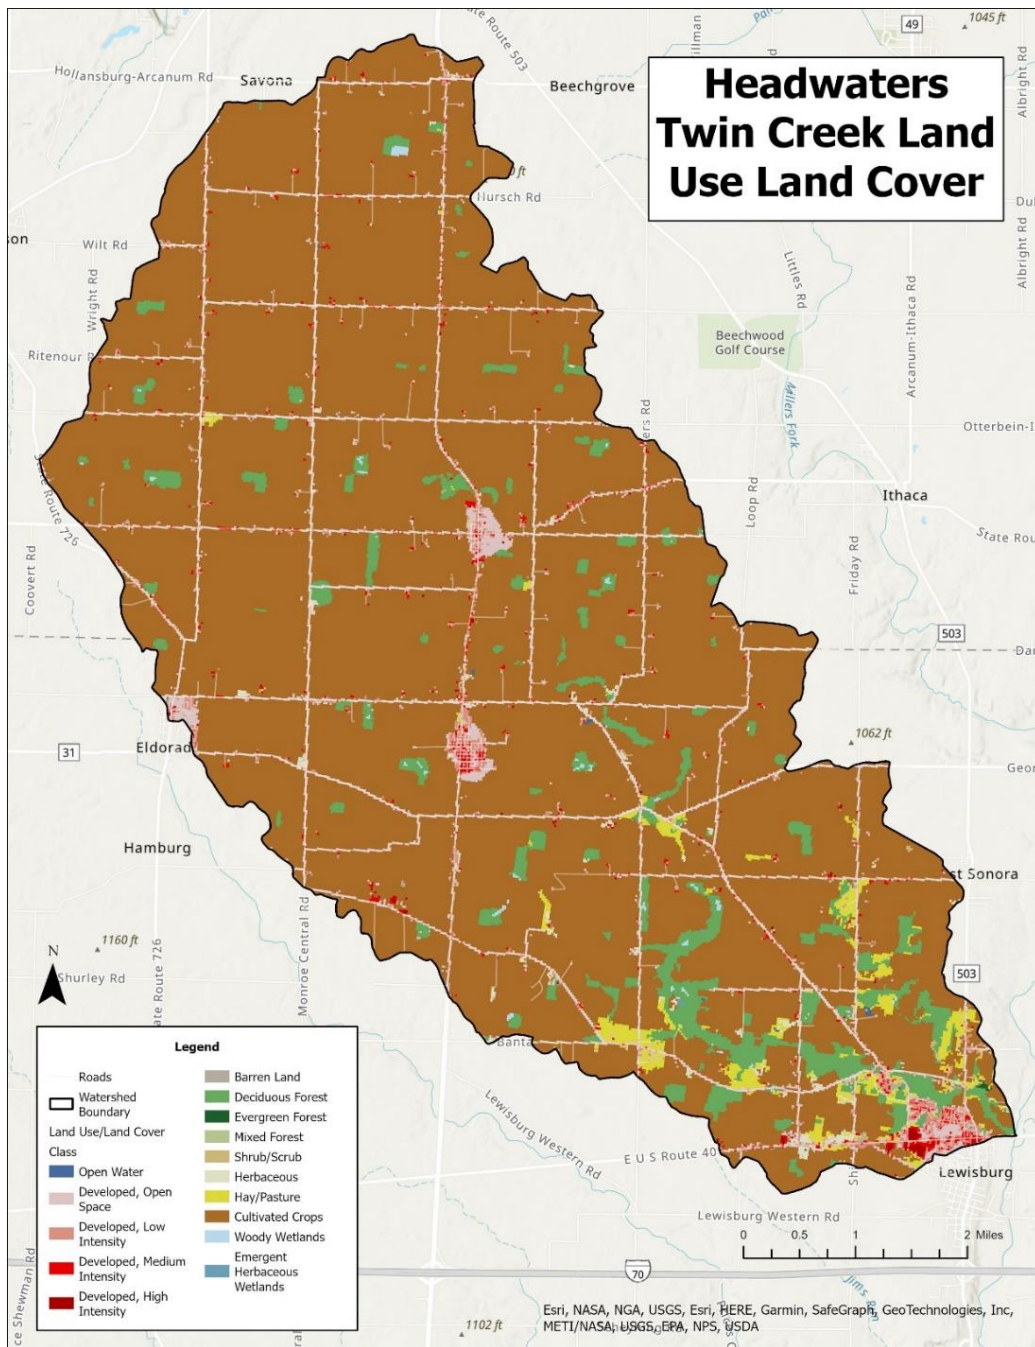 1045 ft
49
State Route 503
Hollansburg-Arcanum Rd
Savona
Beechgrove
Headwaters
Twin Creek Land
Use Land Cover
Albright Rd
Hursch Rd
Wilt Rd
Wright Rd
Littles Rd
Albright Rd
Arcanum-Ithaca Rd
Beechwood
Golf Course
Millers Fork
State Route 726
Loop Rd
Ithaca
Coovert Rd
Friday Rd
503
1062 ft
31
Eldorad
Hamburg
st Sonora
1160 ft
Shurley Rd
Monroe Central Rd
503
N
Lewisburg Western Rd
E U S Route 40
Lewisburg
Lewisburg Western Rd
0 0.5 1 2 Miles
70
Jims Run
ce Shewman Rd
1102 ft
Legend
Roads
Watershed
Boundary
Land Use/Land Cover
Class
Open Water
Developed, Open
Space
Developed, Low
Intensity
Developed, Medium
Intensity
Developed, High
Intensity
Barren Land
Deciduous Forest
Evergreen Forest
Mixed Forest
Shrub/Scrub
Herbaceous
Hay/Pasture
Cultivated Crops
Woody Wetlands
Emergent
Herbaceous
Wetlands
Esri, NASA, NGA, USGS, Esri, HERE, Garmin, SafeGraph, GeoTechnologies, Inc,
METI/NASA, USGS, EPA, NPS, USDA